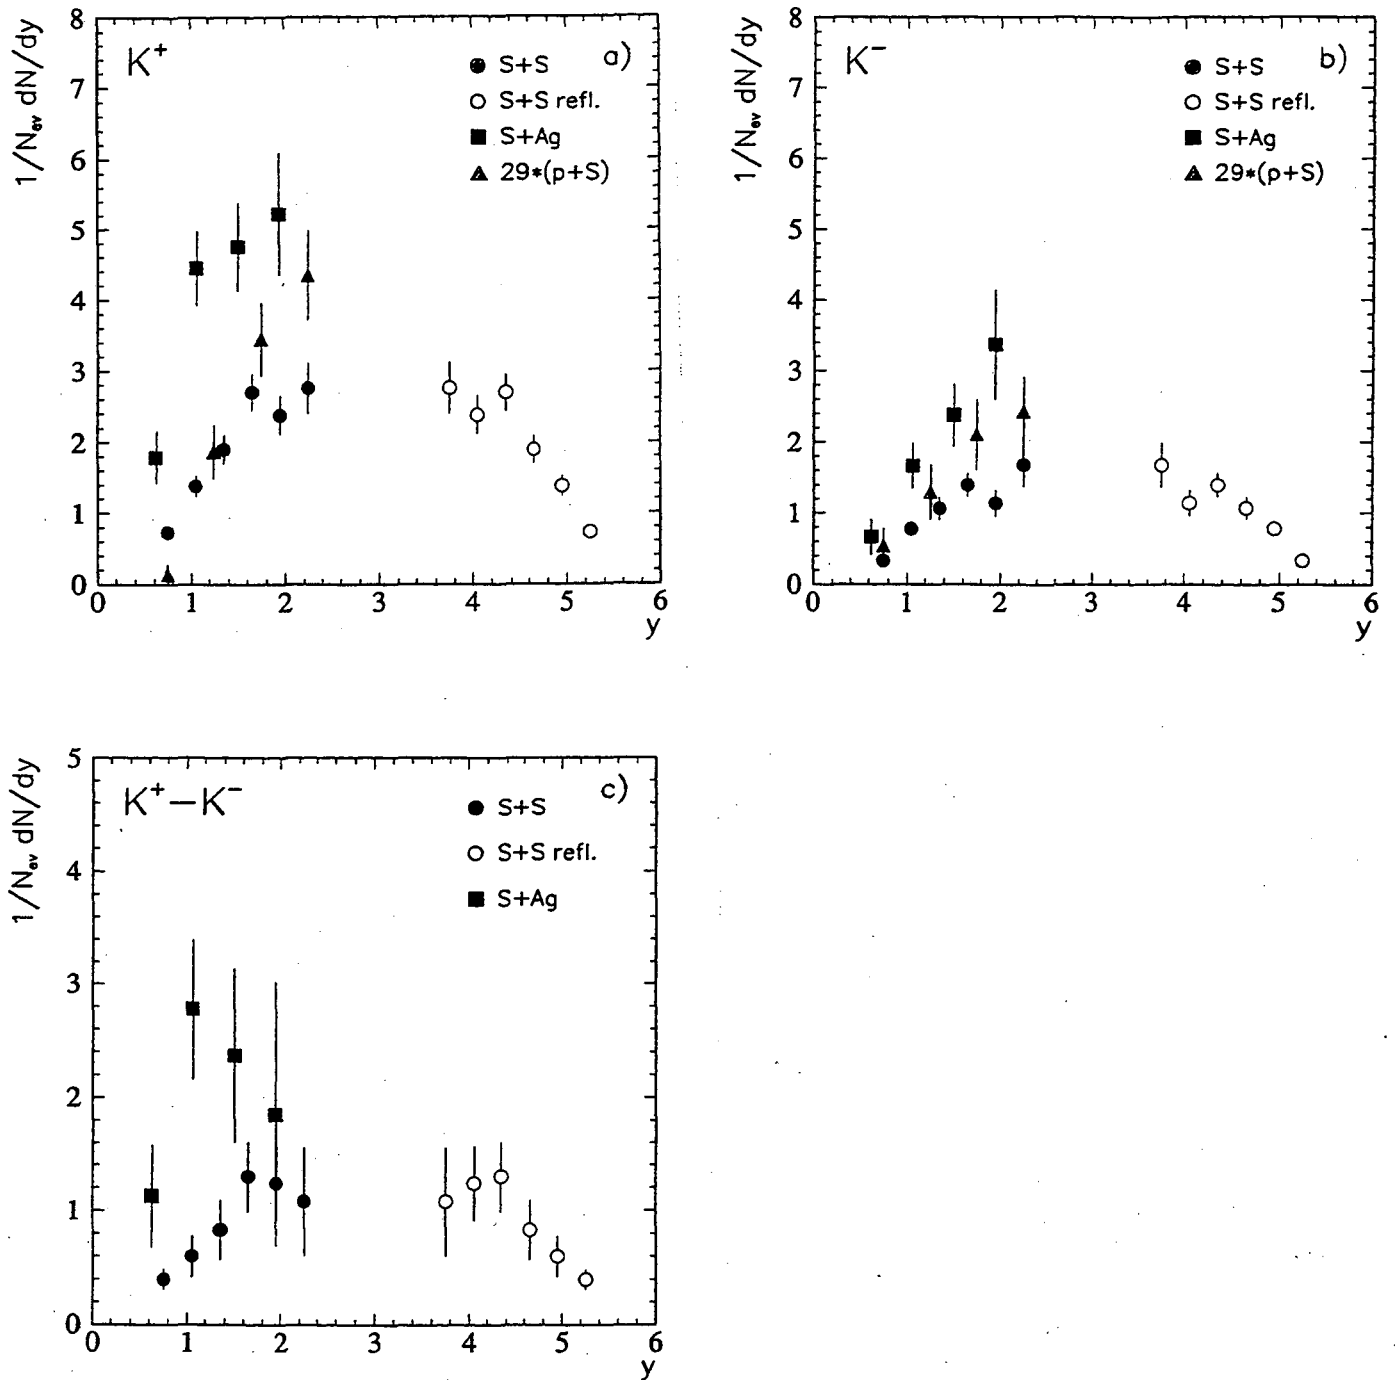 1/N_ev dN/dy
K⁺
a)
S+S
S+S refl.
S+Ag
29*(p+S)
8
7
6
5
4
3
2
1
0
0 1 2 3 4 5 6
y
1/N_ev dN/dy
K⁻
b)
S+S
S+S refl.
S+Ag
29*(p+S)
8
7
6
5
4
3
2
1
0
0 1 2 3 4 5 6
y
1/N_ev dN/dy
K⁺−K⁻
c)
S+S
S+S refl.
S+Ag
5
4
3
2
1
0
0 1 2 3 4 5 6
y